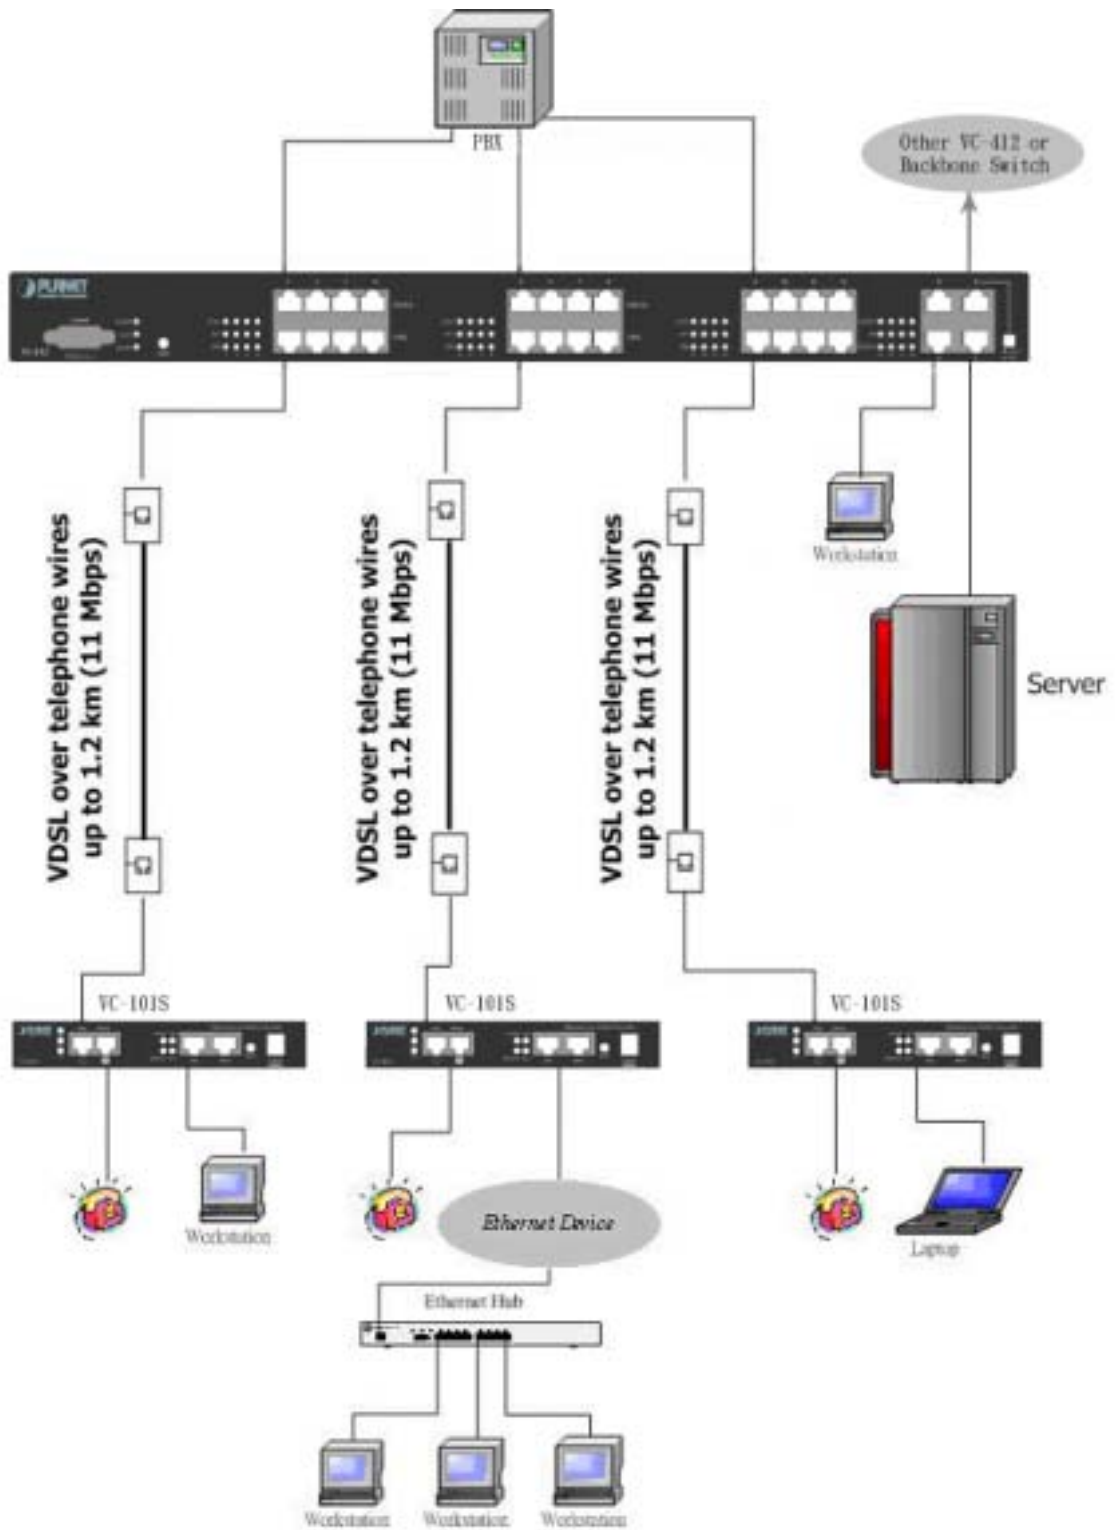 PBX
Other VC-412 or
Backbone Switch
PLANET
Workstation
VDSL over telephone wires
up to 1.2 km (11 Mbps)
VDSL over telephone wires
up to 1.2 km (11 Mbps)
VDSL over telephone wires
up to 1.2 km (11 Mbps)
Server
VC-101S
VC-101S
VC-101S
Workstation
Ethernet Device
Laptop
Ethernet Hub
Workstation
Workstation
Workstation